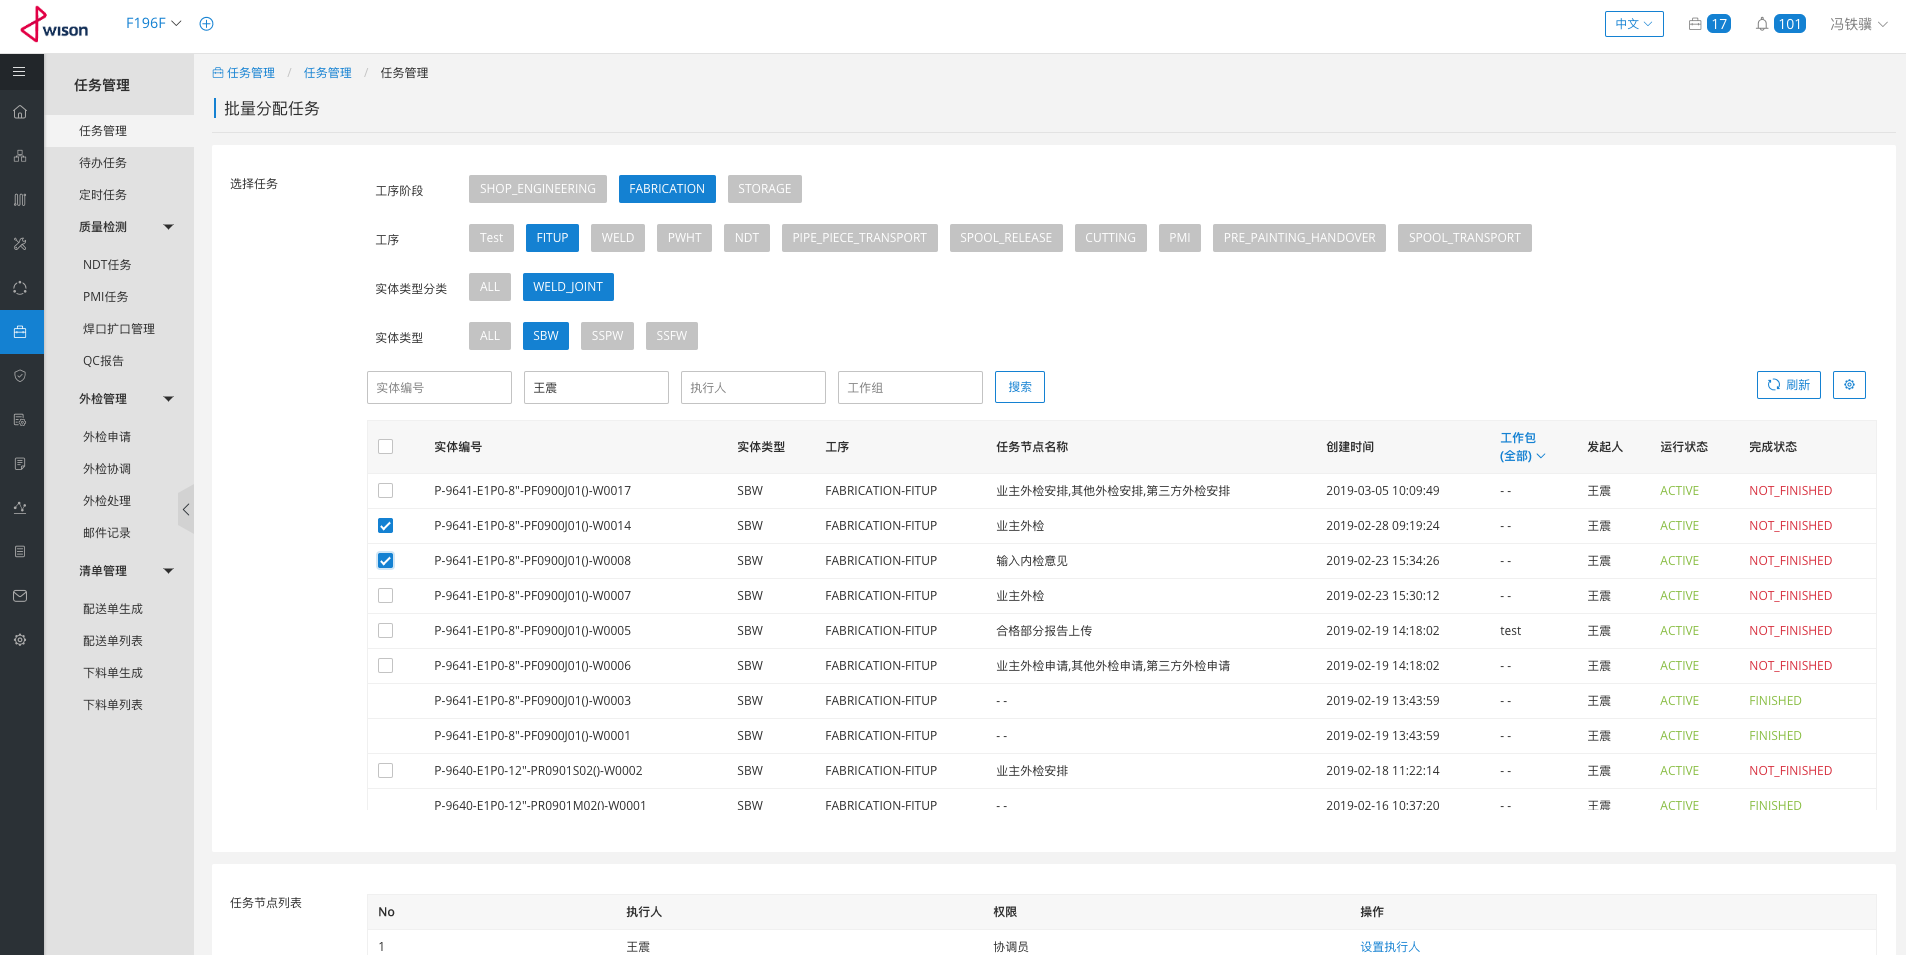 wison
F196F
中文
17
101
冯铁骥
任务管理
任务管理
待办任务
定时任务
质量检测
NDT任务
PMI任务
焊口扩口管理
QC报告
外检管理
外检申请
外检协调
外检处理
邮件记录
清单管理
配送单生成
配送单列表
下料单生成
下料单列表
任务管理 / 任务管理 / 任务管理
批量分配任务
选择任务
工序阶段 SHOP_ENGINEERING FABRICATION STORAGE
工序 Test FITUP WELD PWHT NDT PIPE_PIECE_TRANSPORT SPOOL_RELEASE CUTTING PMI PRE_PAINTING_HANDOVER SPOOL_TRANSPORT
实体类型分类 ALL WELD_JOINT
实体类型 ALL SBW SSPW SSFW
实体编号 王震 执行人 工作组 搜索 刷新
实体编号 实体类型 工序 任务节点名称 创建时间 工作包 (全部) 发起人 运行状态 完成状态
P-9641-E1P0-8"-PF0900J01()-W0017 SBW FABRICATION-FITUP 业主外检安排,其他外检安排,第三方外检安排 2019-03-05 10:09:49 - - 王震 ACTIVE NOT_FINISHED
P-9641-E1P0-8"-PF0900J01()-W0014 SBW FABRICATION-FITUP 业主外检 2019-02-28 09:19:24 - - 王震 ACTIVE NOT_FINISHED
P-9641-E1P0-8"-PF0900J01()-W0008 SBW FABRICATION-FITUP 输入内检意见 2019-02-23 15:34:26 - - 王震 ACTIVE NOT_FINISHED
P-9641-E1P0-8"-PF0900J01()-W0007 SBW FABRICATION-FITUP 业主外检 2019-02-23 15:30:12 - - 王震 ACTIVE NOT_FINISHED
P-9641-E1P0-8"-PF0900J01()-W0005 SBW FABRICATION-FITUP 合格部分报告上传 2019-02-19 14:18:02 test 王震 ACTIVE NOT_FINISHED
P-9641-E1P0-8"-PF0900J01()-W0006 SBW FABRICATION-FITUP 业主外检申请,其他外检申请,第三方外检申请 2019-02-19 14:18:02 - - 王震 ACTIVE NOT_FINISHED
P-9641-E1P0-8"-PF0900J01()-W0003 SBW FABRICATION-FITUP - - 2019-02-19 13:43:59 - - 王震 ACTIVE FINISHED
P-9641-E1P0-8"-PF0900J01()-W0001 SBW FABRICATION-FITUP - - 2019-02-19 13:43:59 - - 王震 ACTIVE FINISHED
P-9640-E1P0-12"-PR0901S02()-W0002 SBW FABRICATION-FITUP 业主外检安排 2019-02-18 11:22:14 - - 王震 ACTIVE NOT_FINISHED
P-9640-E1P0-12"-PR0901M02()-W0001 SBW FABRICATION-FITUP - - 2019-02-16 10:37:20 - - 王震 ACTIVE FINISHED
任务节点列表
No 执行人 权限 操作
1 王震 协调员 设置执行人